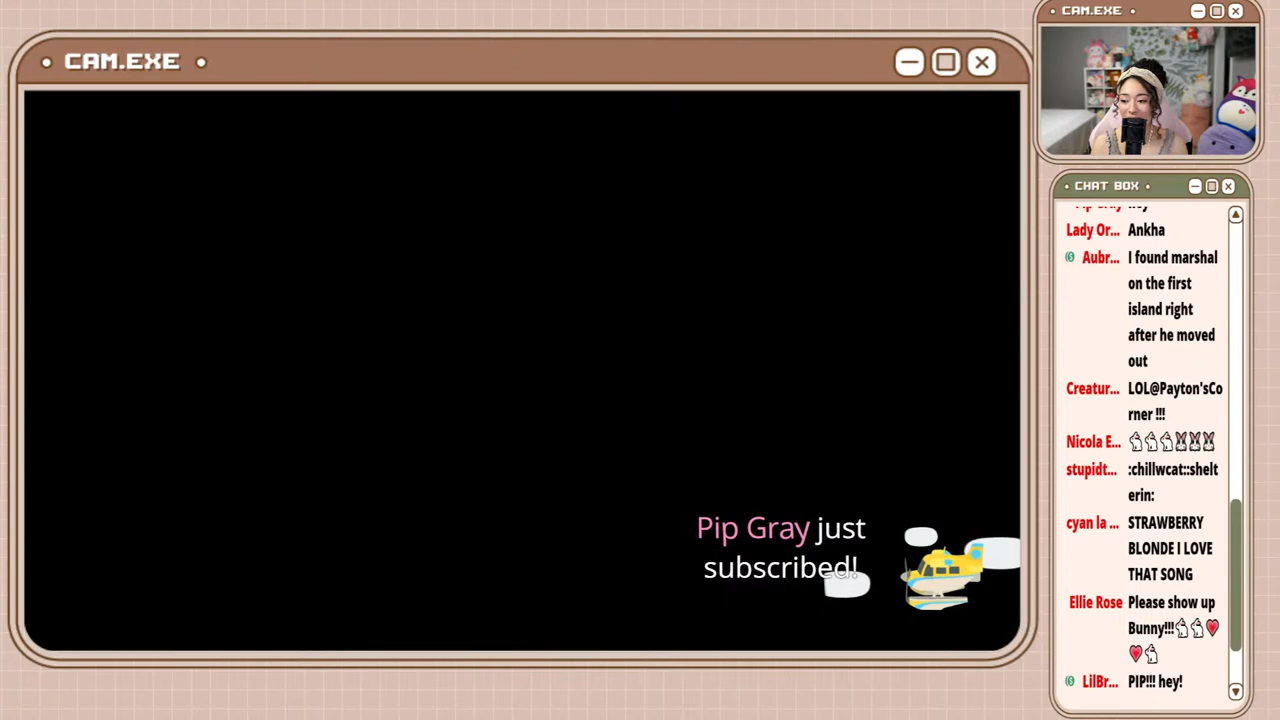 CAM.EXE
CAM.EXE
Pip Gray just
subscribed!
CHAT BOX
Lady Or... Ankha
Aubr... I found marshal
on the first
island right
after he moved
out
Creatur... LOL@Payton'sCo
rner !!!
Nicola E...
stupidt... :chillwcat::shelt
erin:
cyan la ... STRAWBERRY
BLONDE I LOVE
THAT SONG
Ellie Rose Please show up
Bunny!!!
LilBr... PIP!!! hey!